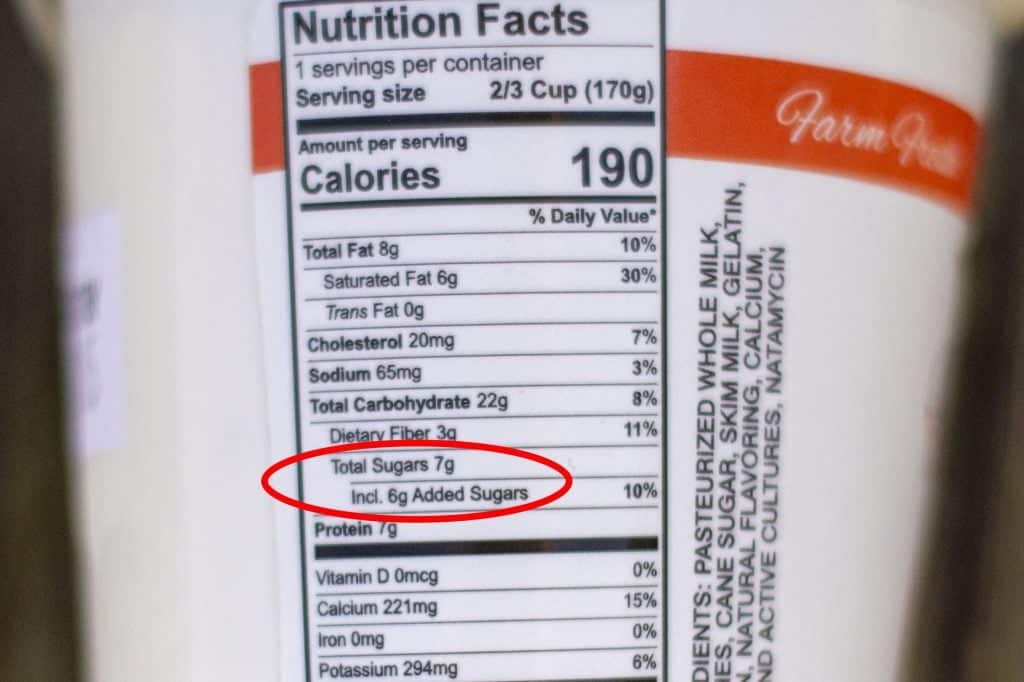 Nutrition Facts
1 servings per container
Serving size 2/3 Cup (170g)
Amount per serving
Calories 190
% Daily Value*
Total Fat 8g 10%
Saturated Fat 6g 30%
Trans Fat 0g
Cholesterol 20mg 7%
Sodium 65mg 3%
Total Carbohydrate 22g 8%
Dietary Fiber 3g 11%
Total Sugars 7g
Incl. 6g Added Sugars 10%
Protein 7g
Vitamin D 0mcg 0%
Calcium 221mg 15%
Iron 0mg 0%
Potassium 294mg 6%
Farm
DIENTS: PASTEURIZED WHOLE MILK,
IES, CANE SUGAR, SKIM MILK, GELATIN,
N, NATURAL FLAVORING, CALCIUM,
ND ACTIVE CULTURES, NATAMYCIN